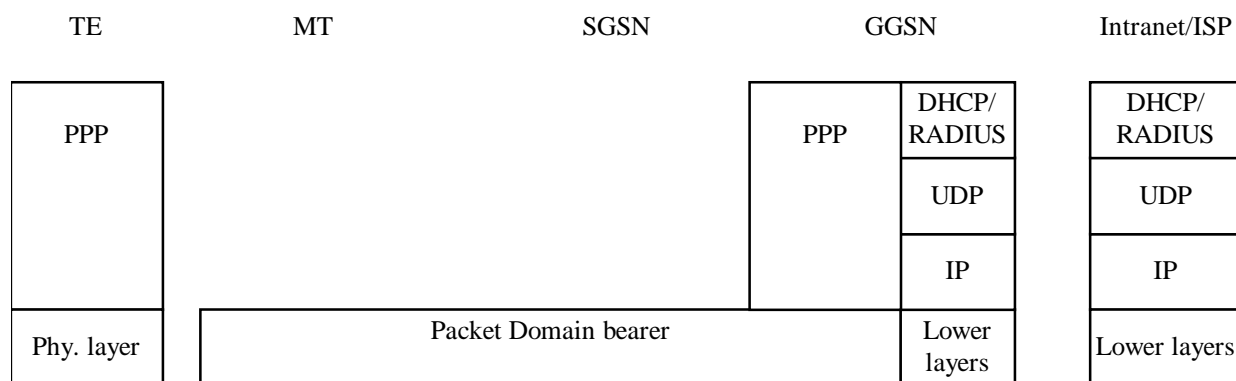 TE MT SGSN GGSN Intranet/ISP
PPP
PPP
DHCP/
RADIUS
DHCP/
RADIUS
UDP
UDP
IP
IP
Phy. layer
Packet Domain bearer
Lower
layers
Lower layers